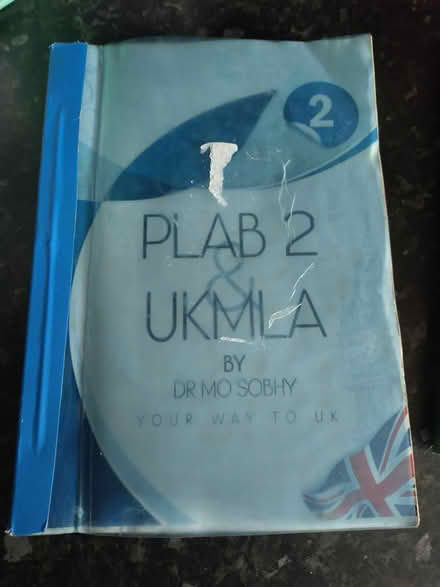 2
PLAB 2
&
UKMLA
BY
DR MO SOBHY
YOUR WAY TO UK